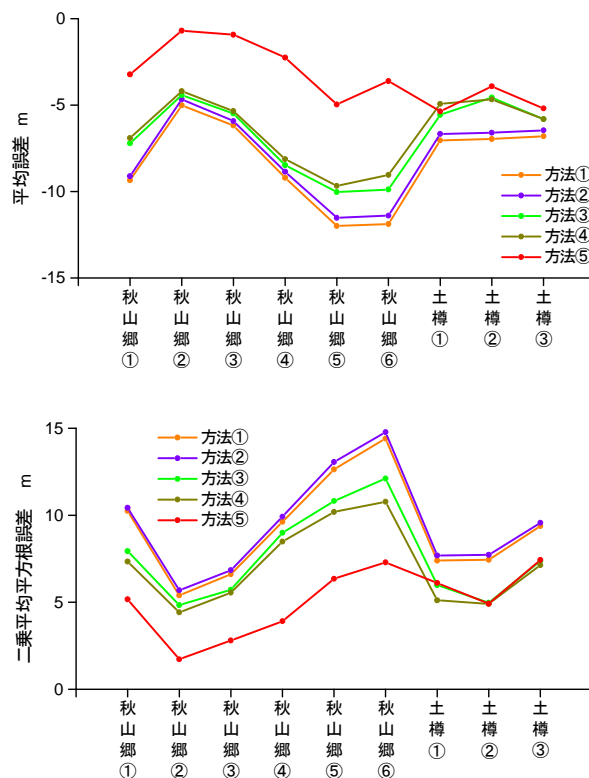 0
-5
-10
-15
平均誤差 m
方法①
方法②
方法③
方法④
方法⑤
秋山郷①
秋山郷②
秋山郷③
秋山郷④
秋山郷⑤
秋山郷⑥
土樽①
土樽②
土樽③
15
10
5
0
二乗平均平方根誤差 m
方法①
方法②
方法③
方法④
方法⑤
秋山郷①
秋山郷②
秋山郷③
秋山郷④
秋山郷⑤
秋山郷⑥
土樽①
土樽②
土樽③